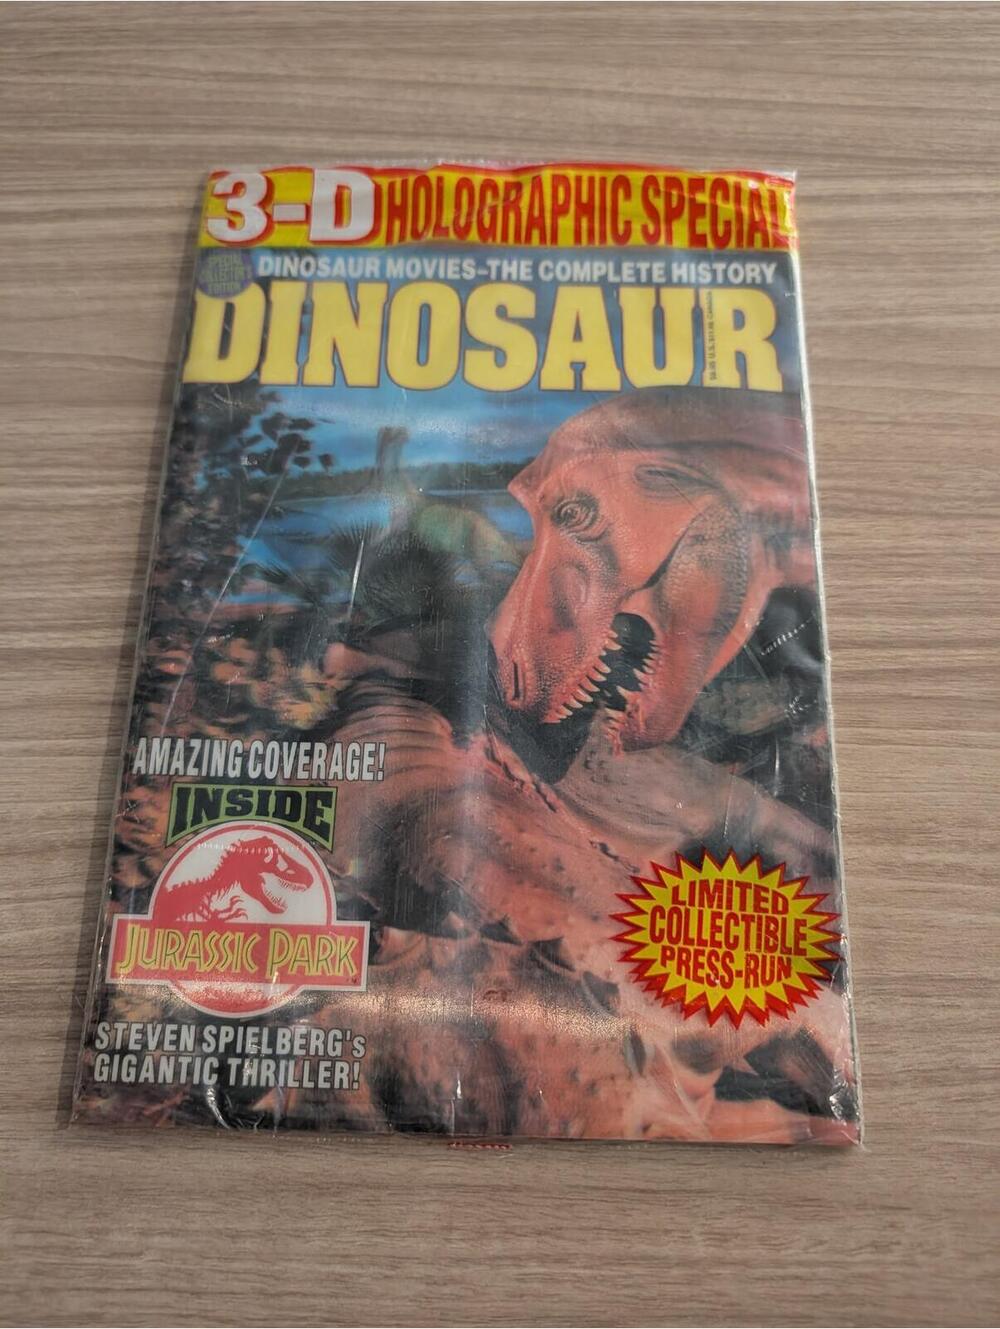 3-D HOLOGRAPHIC SPECIAL
SPECIAL
COLLECTOR'S
EDITION
DINOSAUR MOVIES-THE COMPLETE HISTORY
DINOSAUR
AMAZING COVERAGE!
INSIDE
JURASSIC PARK
STEVEN SPIELBERG's
GIGANTIC THRILLER!
LIMITED
COLLECTIBLE
PRESS-RUN